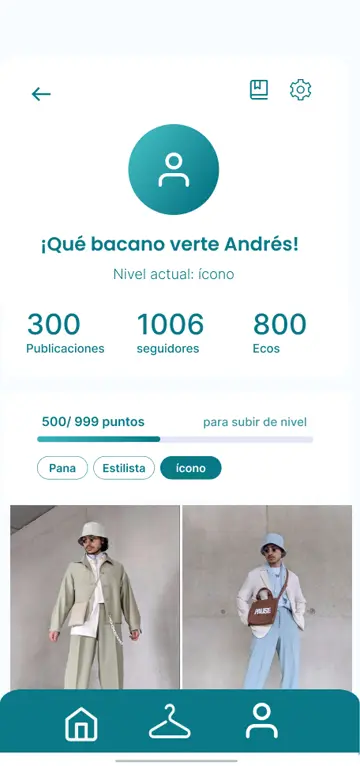 ¡Qué bacano verte Andrés!
Nivel actual: ícono
300 1006 800
Publicaciones seguidores Ecos
500/ 999 puntos para subir de nivel
Pana Estilista ícono
PAUSE